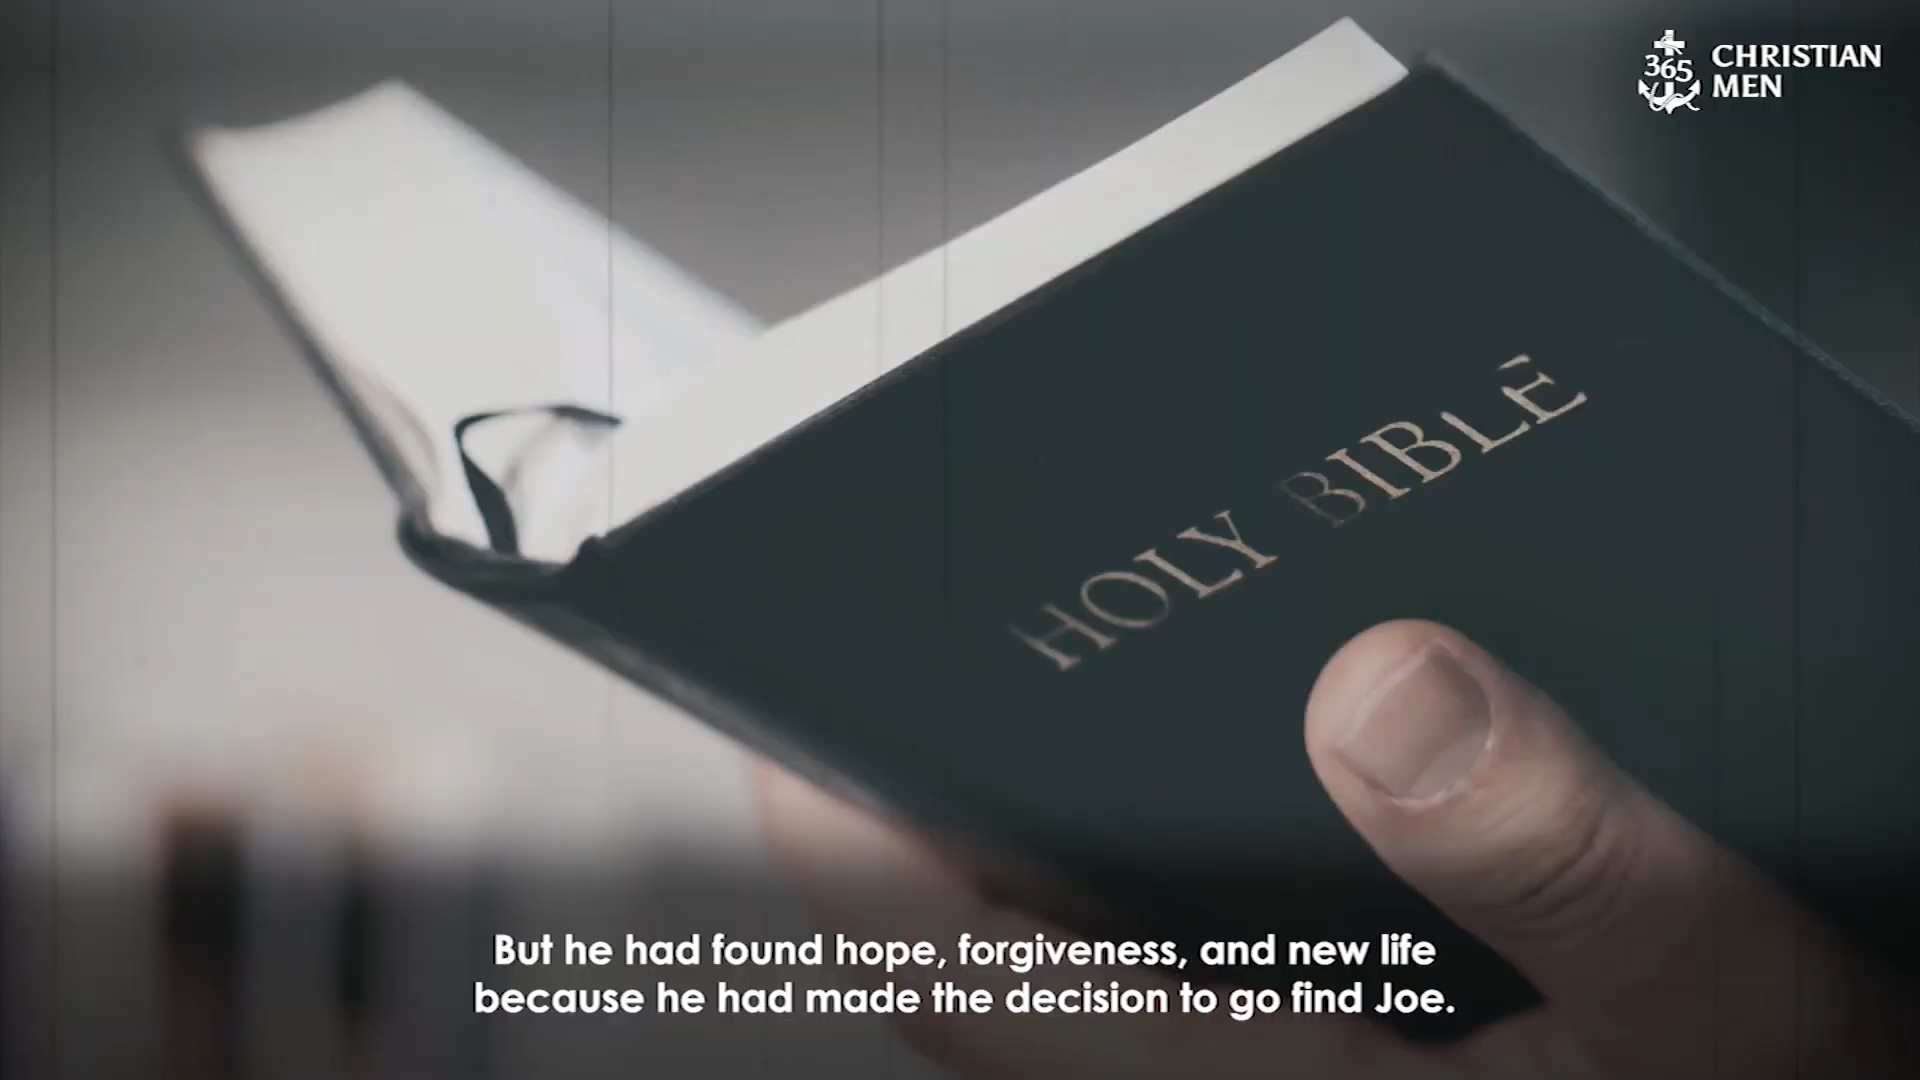 365
CHRISTIAN
MEN
HOLY BIBLE
But he had found hope, forgiveness, and new life
because he had made the decision to go find Joe.